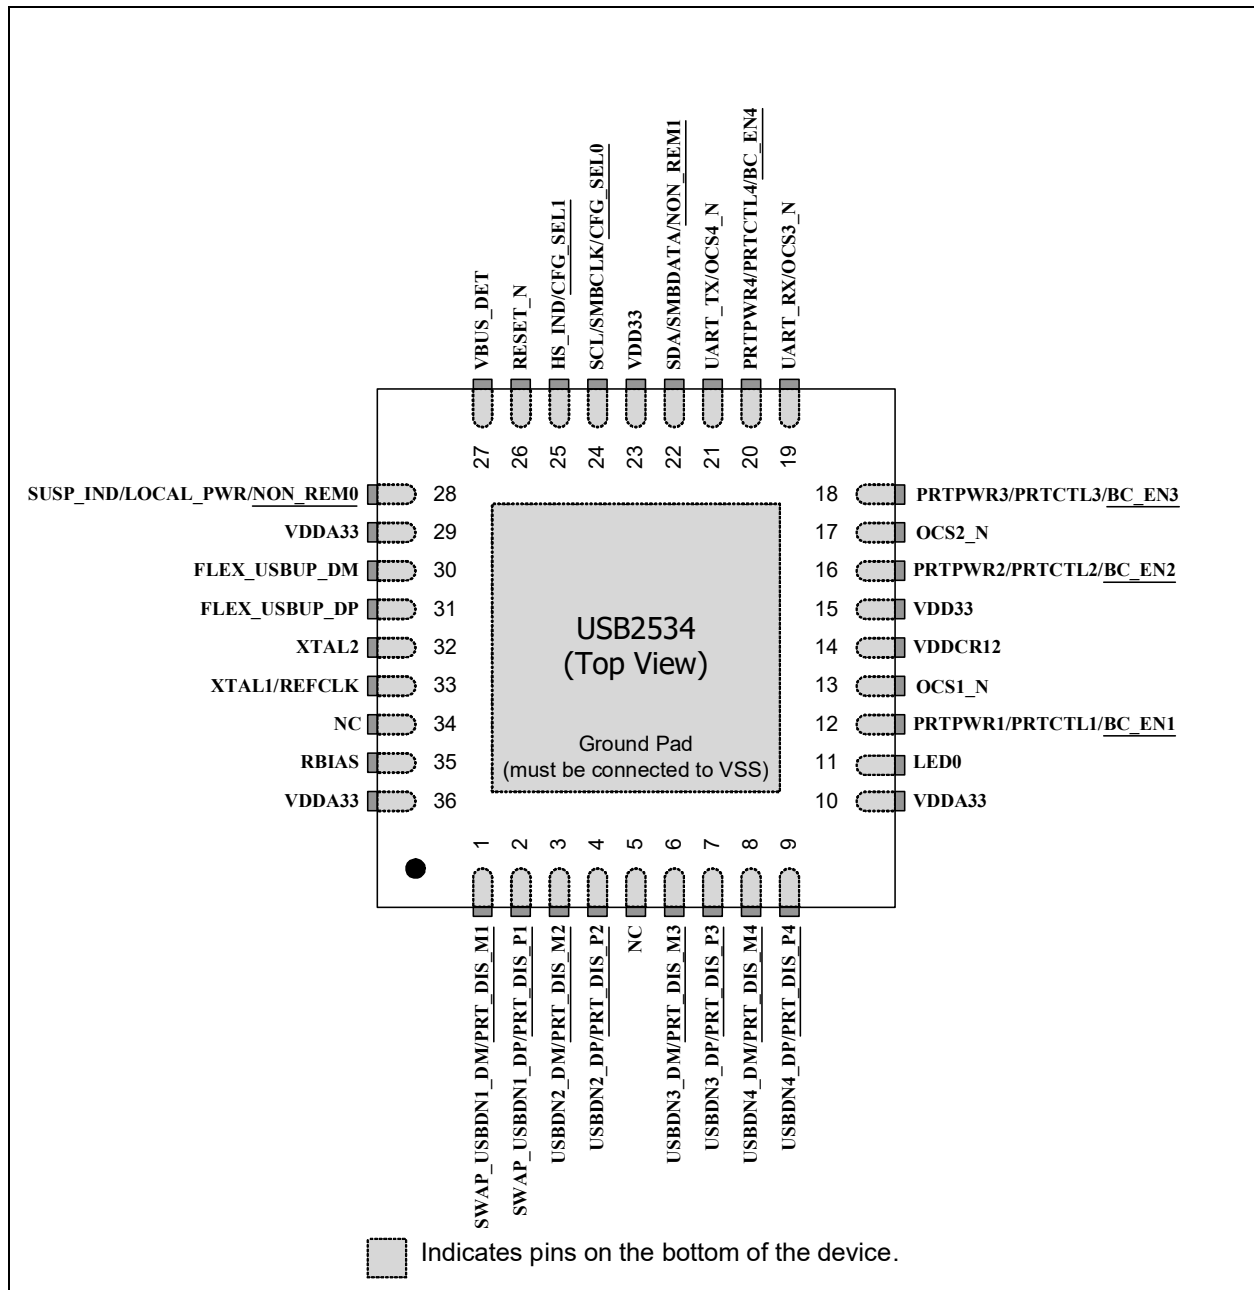 VBUS_DET
RESET_N
HS_IND/CFG_SEL1
SCL/SMBCLK/CFG_SEL0
VDD33
SDA/SMBDATA/NON_REM1
UART_TX/OCS4_N
PRTPWR4/PRTCTL4/BC_EN4
UART_RX/OCS3_N
27
26
25
24
23
22
21
20
19
SUSP_IND/LOCAL_PWR/NON_REM0
28
VDDA33
29
FLEX_USBUP_DM
30
FLEX_USBUP_DP
31
XTAL2
32
XTAL1/REFCLK
33
NC
34
RBIAS
35
VDDA33
36
USB2534
(Top View)
Ground Pad
(must be connected to VSS)
18
PRTPWR3/PRTCTL3/BC_EN3
17
OCS2_N
16
PRTPWR2/PRTCTL2/BC_EN2
15
VDD33
14
VDDCR12
13
OCS1_N
12
PRTPWR1/PRTCTL1/BC_EN1
11
LED0
10
VDDA33
1
2
3
4
5
6
7
8
9
SWAP_USBDN1_DM/PRT_DIS_M1
SWAP_USBDN1_DP/PRT_DIS_P1
USBDN2_DM/PRT_DIS_M2
USBDN2_DP/PRT_DIS_P2
NC
USBDN3_DM/PRT_DIS_M3
USBDN3_DP/PRT_DIS_P3
USBDN4_DM/PRT_DIS_M4
USBDN4_DP/PRT_DIS_P4
Indicates pins on the bottom of the device.